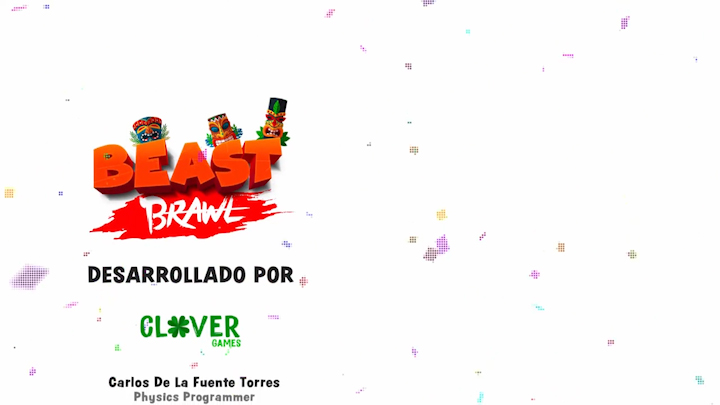 BEAST
BRAWL
DESARROLLADO POR
CLOVER
GAMES
Carlos De La Fuente Torres
Physics Programmer